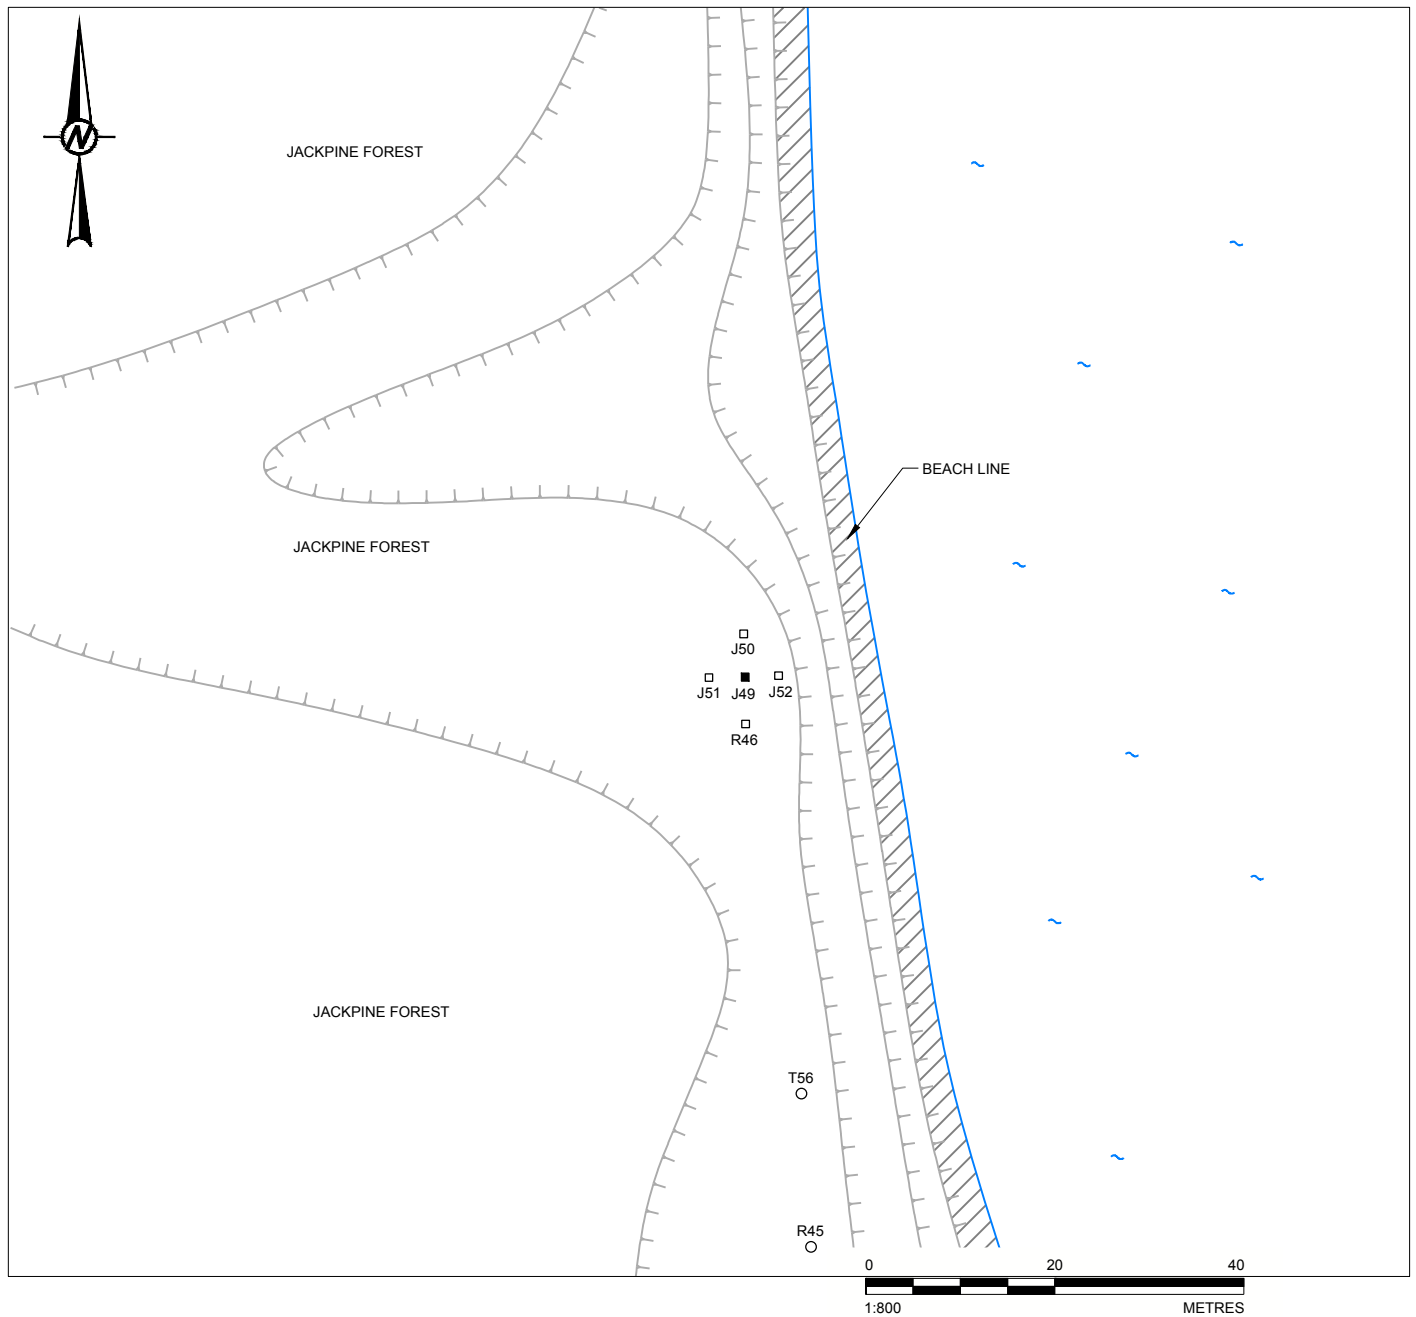 N
JACKPINE FOREST
BEACH LINE
JACKPINE FOREST
J50
J51 J49 J52
R46
JACKPINE FOREST
T56
R45
0 20 40
1:800 METRES